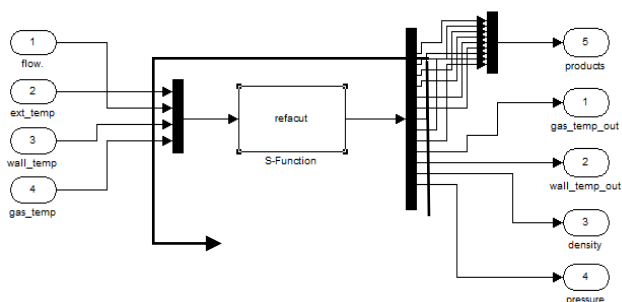 1
flow.
2
ext_temp
3
wall_temp
4
gas_temp
refacut
S-Function
5
products
1
gas_temp_out
2
wall_temp_out
3
density
4
pressure